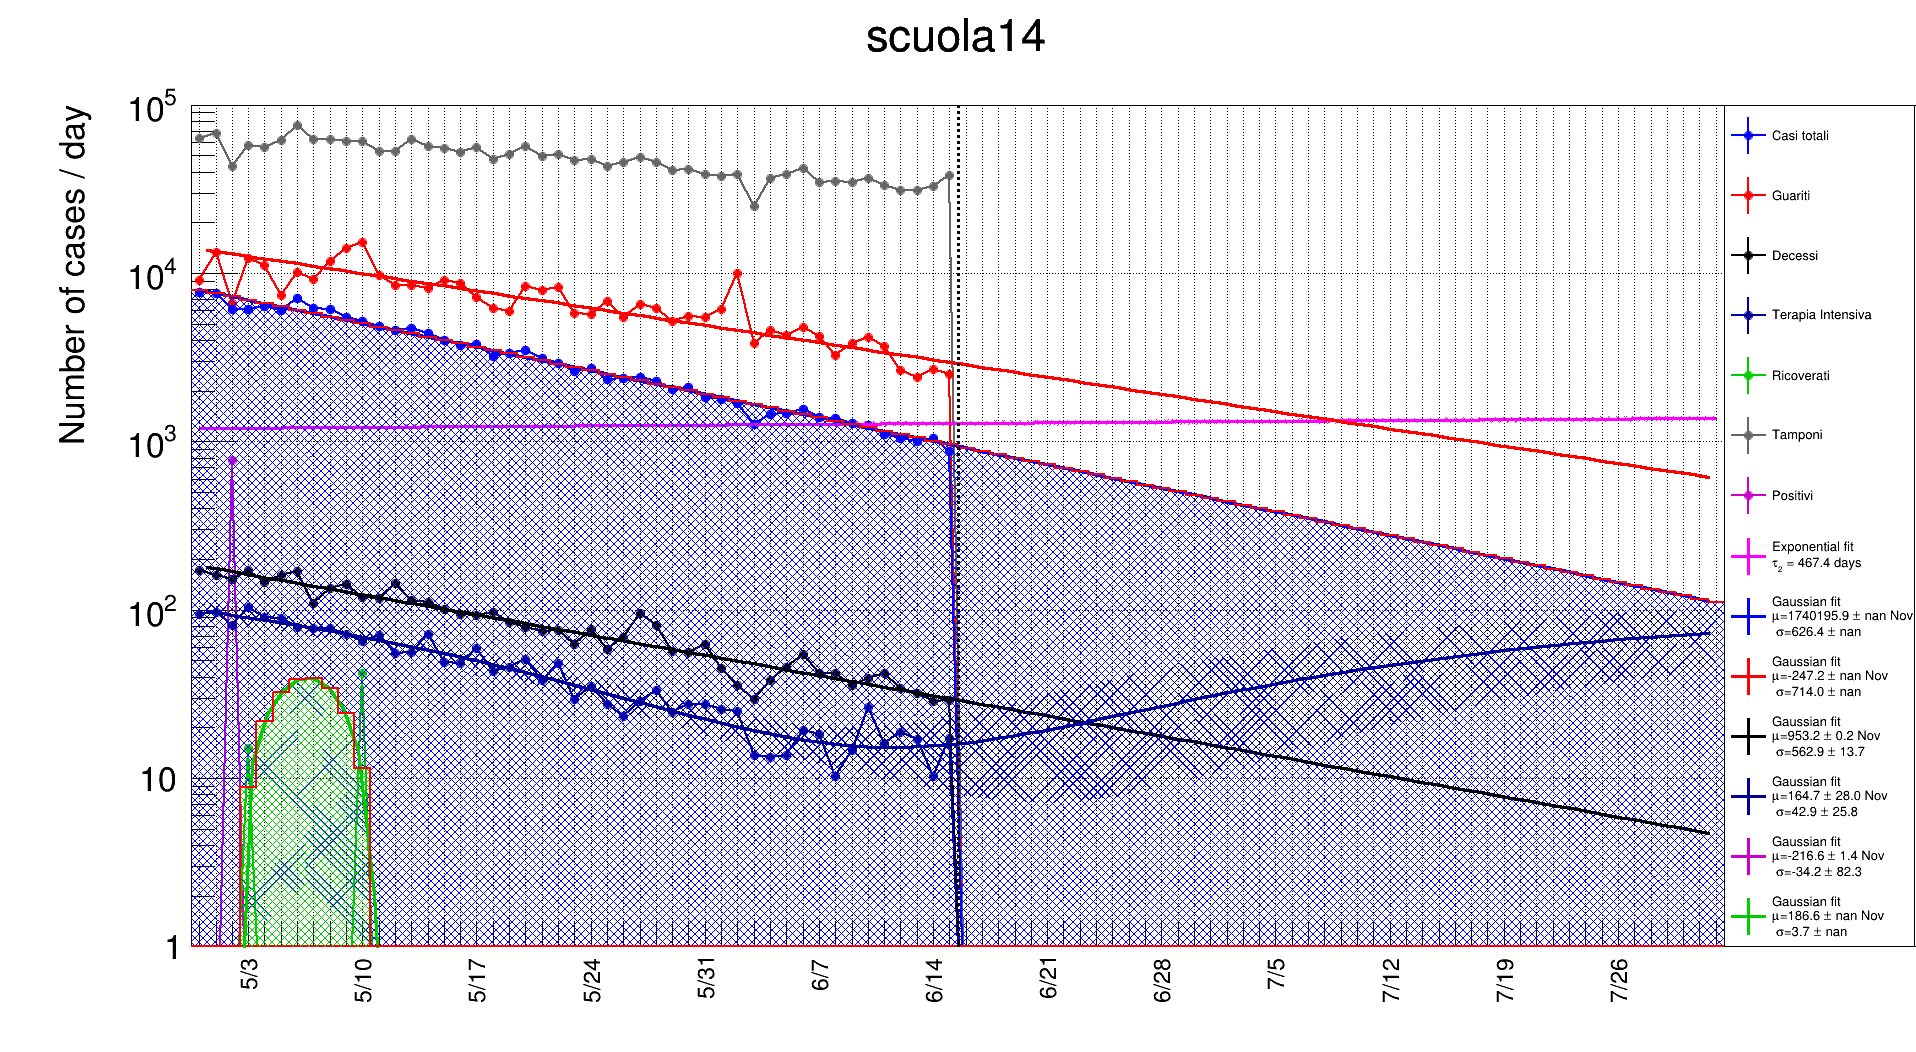 scuola14
Number of cases / day
10^5
10^4
10^3
10^2
10
1
5/3
5/10
5/17
5/24
5/31
6/7
6/14
6/21
6/28
7/5
7/12
7/19
7/26
Casi totali
Guariti
Decessi
Terapia Intensiva
Ricoverati
Tamponi
Positivi
Exponential fit
τ₂ = 467.4 days
Gaussian fit
μ=1740195.9 ± nan Nov
σ=626.4 ± nan
Gaussian fit
μ=-247.2 ± nan Nov
σ=714.0 ± nan
Gaussian fit
μ=953.2 ± 0.2 Nov
σ=562.9 ± 13.7
Gaussian fit
μ=164.7 ± 28.0 Nov
σ=42.9 ± 25.8
Gaussian fit
μ=-216.6 ± 1.4 Nov
σ=-34.2 ± 82.3
Gaussian fit
μ=186.6 ± nan Nov
σ=3.7 ± nan